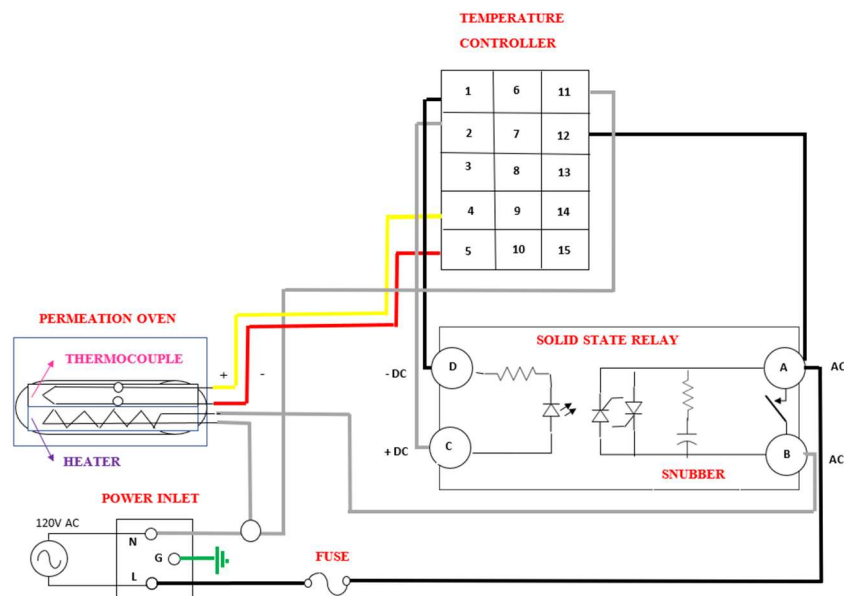 TEMPERATURE
CONTROLLER
1 6 11
2 7 12
3 8 13
4 9 14
5 10 15
PERMEATION OVEN
THERMOCOUPLE
+ -
HEATER
SOLID STATE RELAY
- DC D A AC
+ DC C B AC
SNUBBER
POWER INLET
120V AC
N
G
L
FUSE